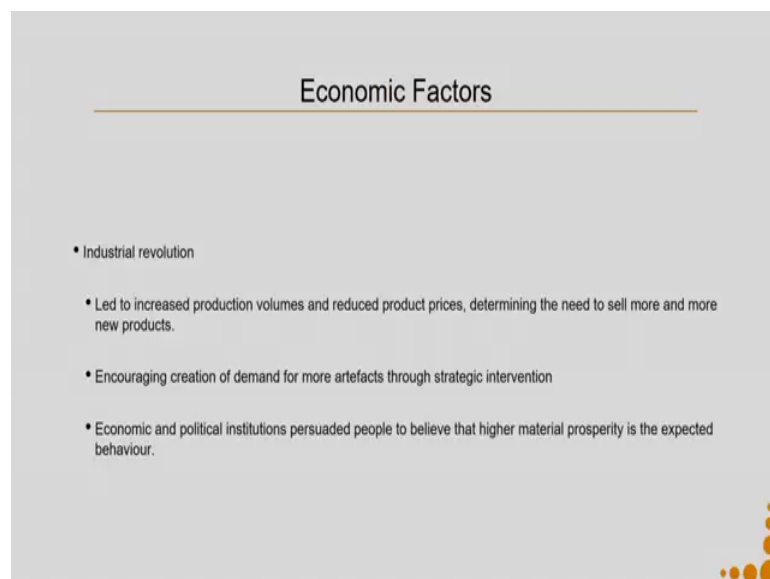 Economic Factors
• Industrial revolution
• Led to increased production volumes and reduced product prices, determining the need to sell more and more
new products.
• Encouraging creation of demand for more artefacts through strategic intervention
• Economic and political institutions persuaded people to believe that higher material prosperity is the expected
behaviour.